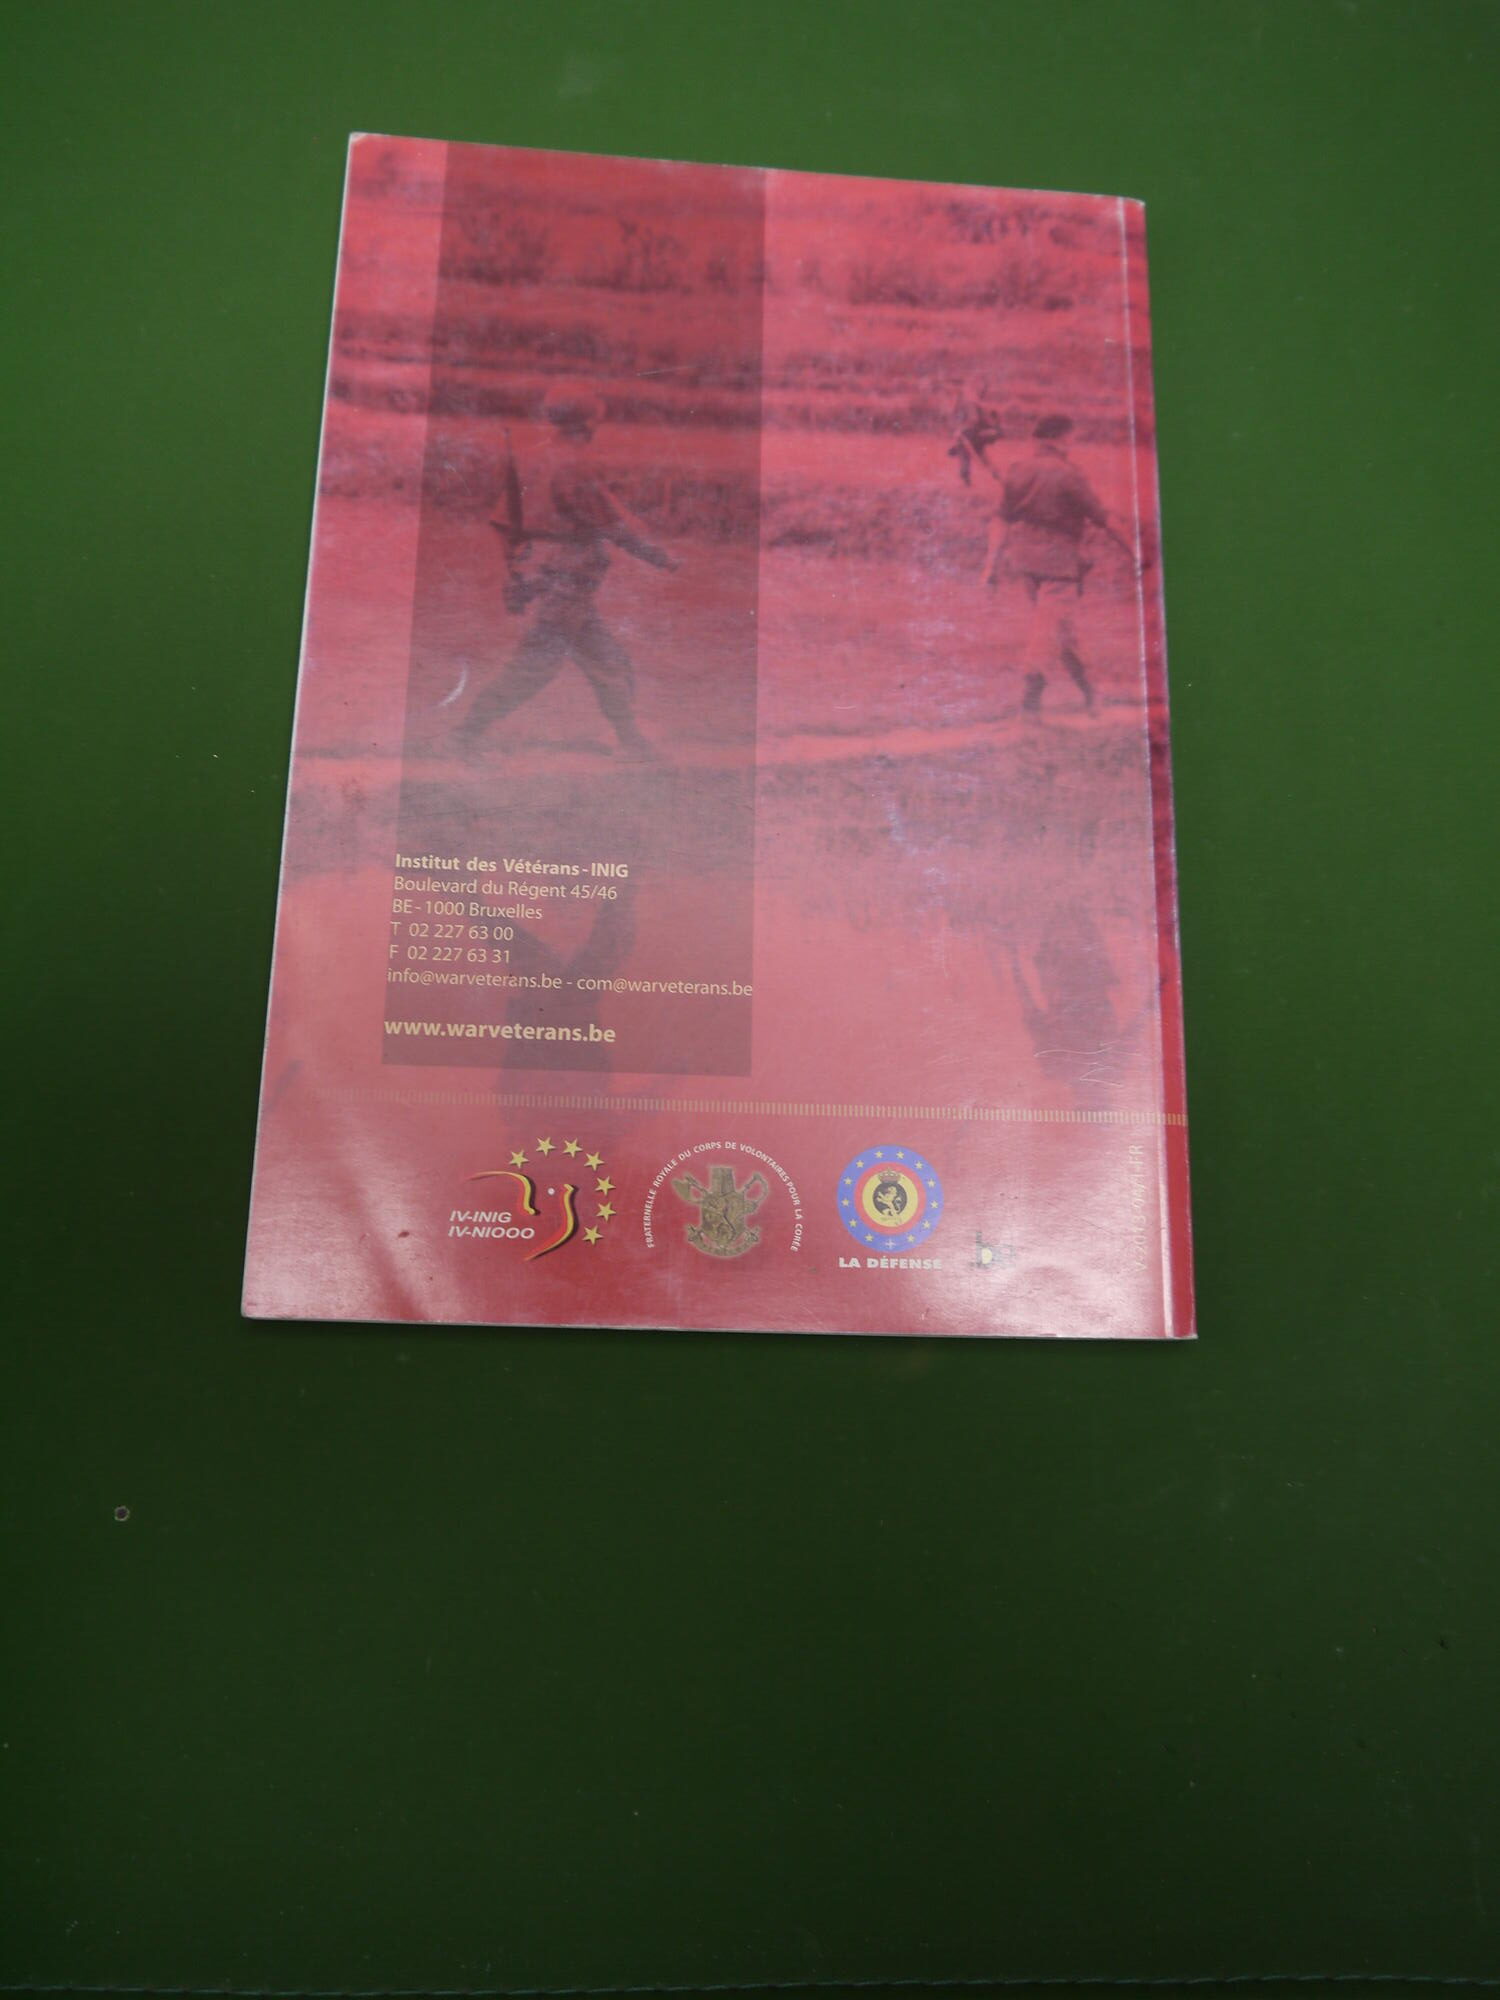 Institut des Vétérans - INIG
Boulevard du Régent 45/46
BE - 1000 Bruxelles
T 02 227 63 00
F 02 227 63 31
info@warveterans.be - com@warveterans.be
www.warveterans.be
IV-INIG
IV-NIOOO
FRATERNELLE ROYALE DU CORPS DE VOLONTAIRES POUR LA CORÉE
LA DÉFENSE